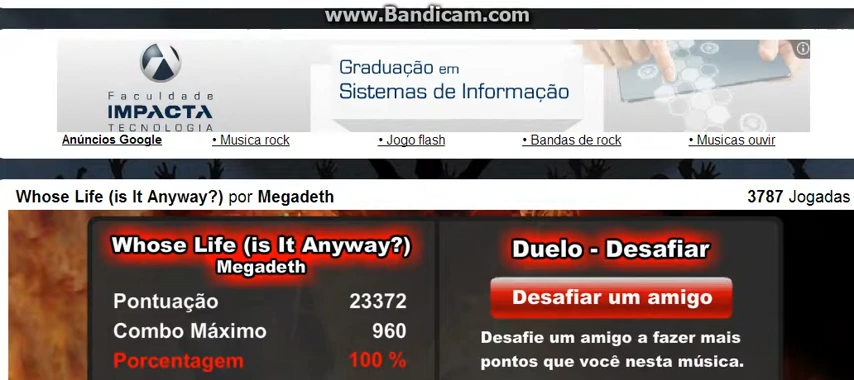 www.Bandicam.com
Faculdade
IMPACTA
TECNOLOGIA
Graduação em
Sistemas de Informação
Anúncios Google
• Musica rock
• Jogo flash
• Bandas de rock
• Musicas ouvir
Whose Life (is It Anyway?) por Megadeth
3787 Jogadas
Whose Life (is It Anyway?)
Megadeth
Pontuação 23372
Combo Máximo 960
Porcentagem 100 %
Duelo - Desafiar
Desafiar um amigo
Desafie um amigo a fazer mais
pontos que você nesta música.